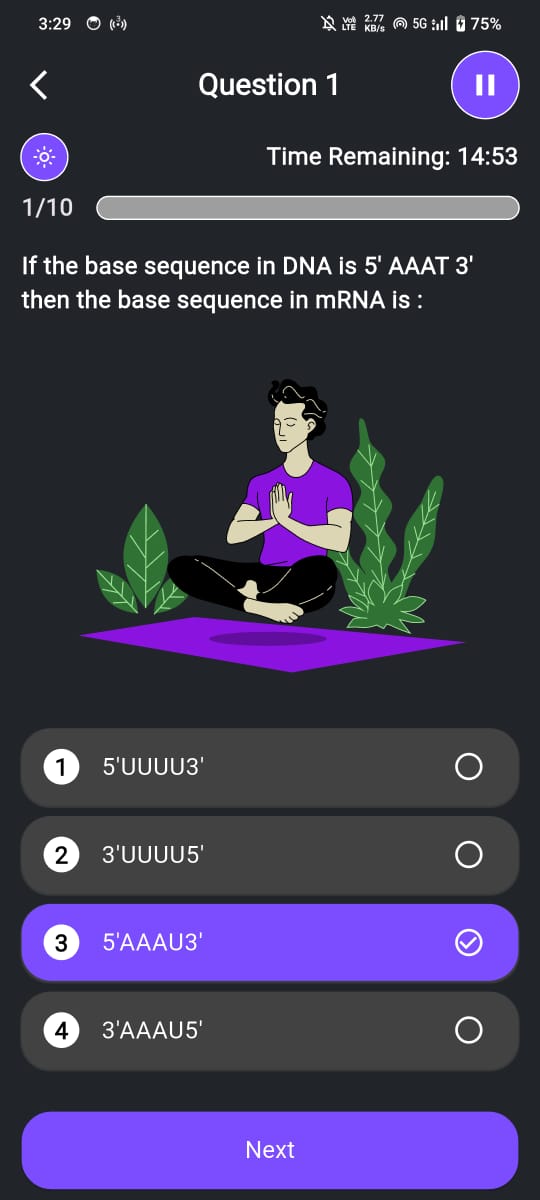 3:29 Vol) LTE 2.77 KB/s 5G 75%
Question 1
Time Remaining: 14:53
1/10
If the base sequence in DNA is 5' AAAT 3'
then the base sequence in mRNA is :
1 5'UUUU3'
2 3'UUUU5'
3 5'AAAU3'
4 3'AAAU5'
Next